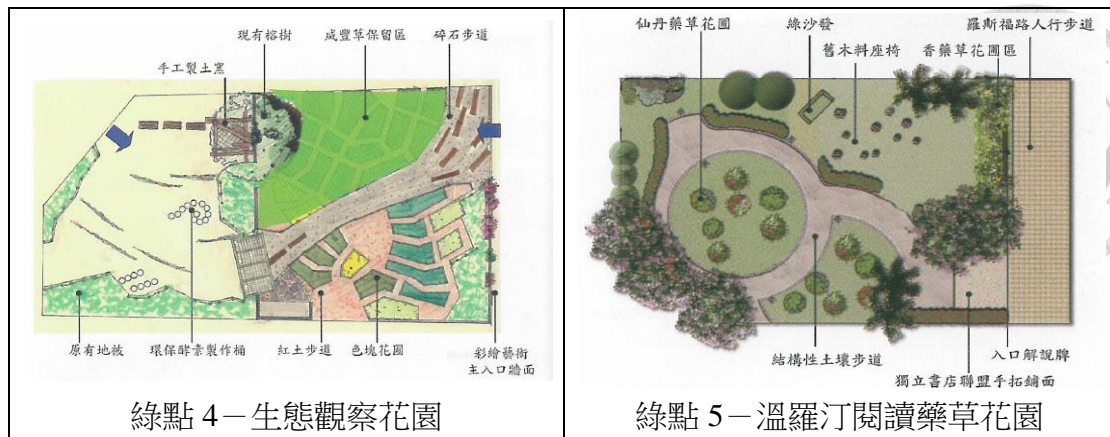 現有榕樹
咸豐草保留區
碎石步道
手工製土窯
原有地被
環保酵素製作桶
紅土步道
色塊花園
彩繪藝術
主入口牆面
綠點 4－生態觀察花園
仙丹藥草花圃
綠沙發
羅斯福路人行步道
舊木料座椅
香藥草花圃區
結構性土壤步道
入口解說牌
獨立書店聯盟手拓鋪面
綠點 5－溫羅汀閱讀藥草花園